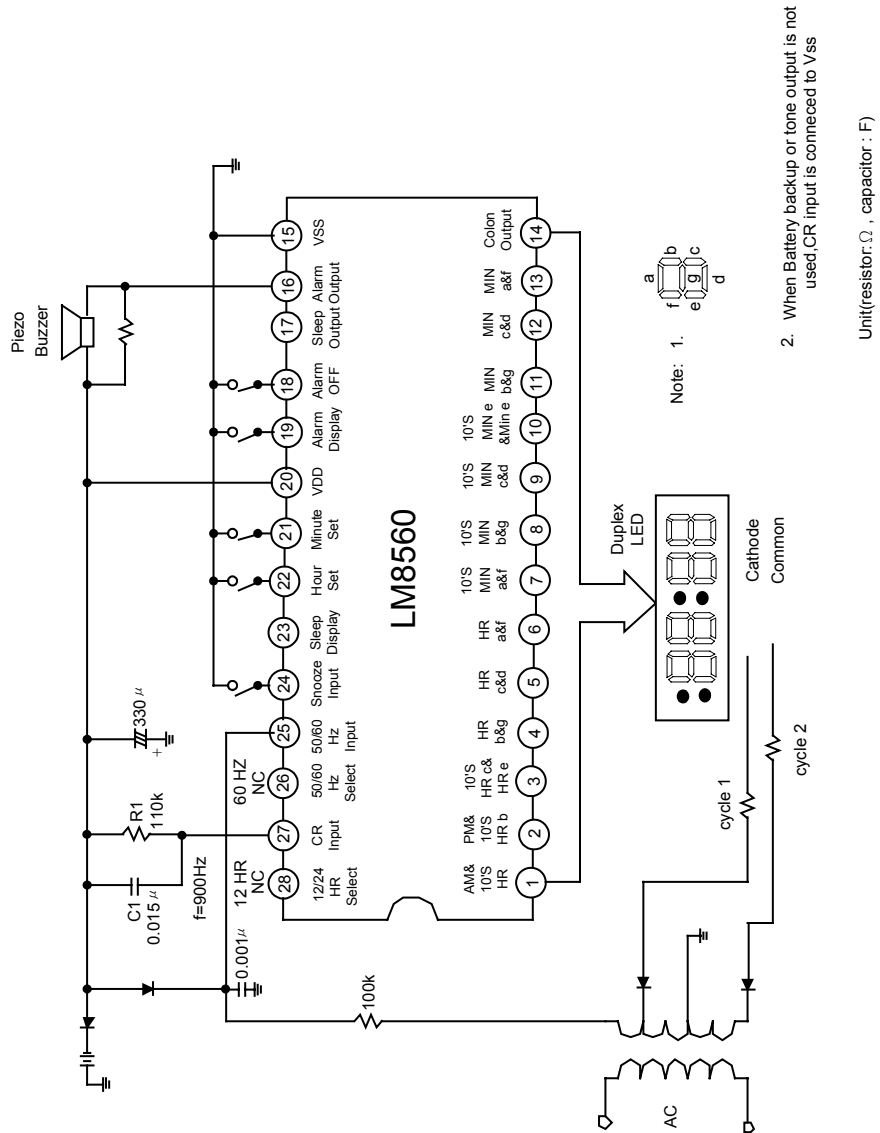 Piezo
Buzzer
330 μ
+
R1
110k
C1
0.015 μ
f=900Hz
0.001μ
100k
12 HR
NC
60 HZ
NC
28
27
26
25
24
23
22
21
20
19
18
17
16
15
12/24
HR
Select
CR
Input
50/60
Hz
Select
50/60
Hz
Input
Snooze
Input
Sleep
Display
Hour
Set
Minute
Set
VDD
Alarm
Display
Alarm
OFF
Sleep
Output
Alarm
Output
VSS
LM8560
AM&
10'S
HR
PM&
10'S
HR b
10'S
HR c&
HR e
HR
b&g
HR
c&d
HR
a&f
10'S
MIN
a&f
10'S
MIN
b&g
10'S
MIN
c&d
10'S
MIN e
&Min e
MIN
b&g
MIN
c&d
MIN
a&f
Colon
Output
1
2
3
4
5
6
7
8
9
10
11
12
13
14
Duplex
LED
Cathode
Common
cycle 1
cycle 2
AC
Note: 1.
a
b
c
d
e
f
g
2. When Battery backup or tone output is not
used,CR input is conneced to Vss
Unit(resistor: Ω , capacitor : F)